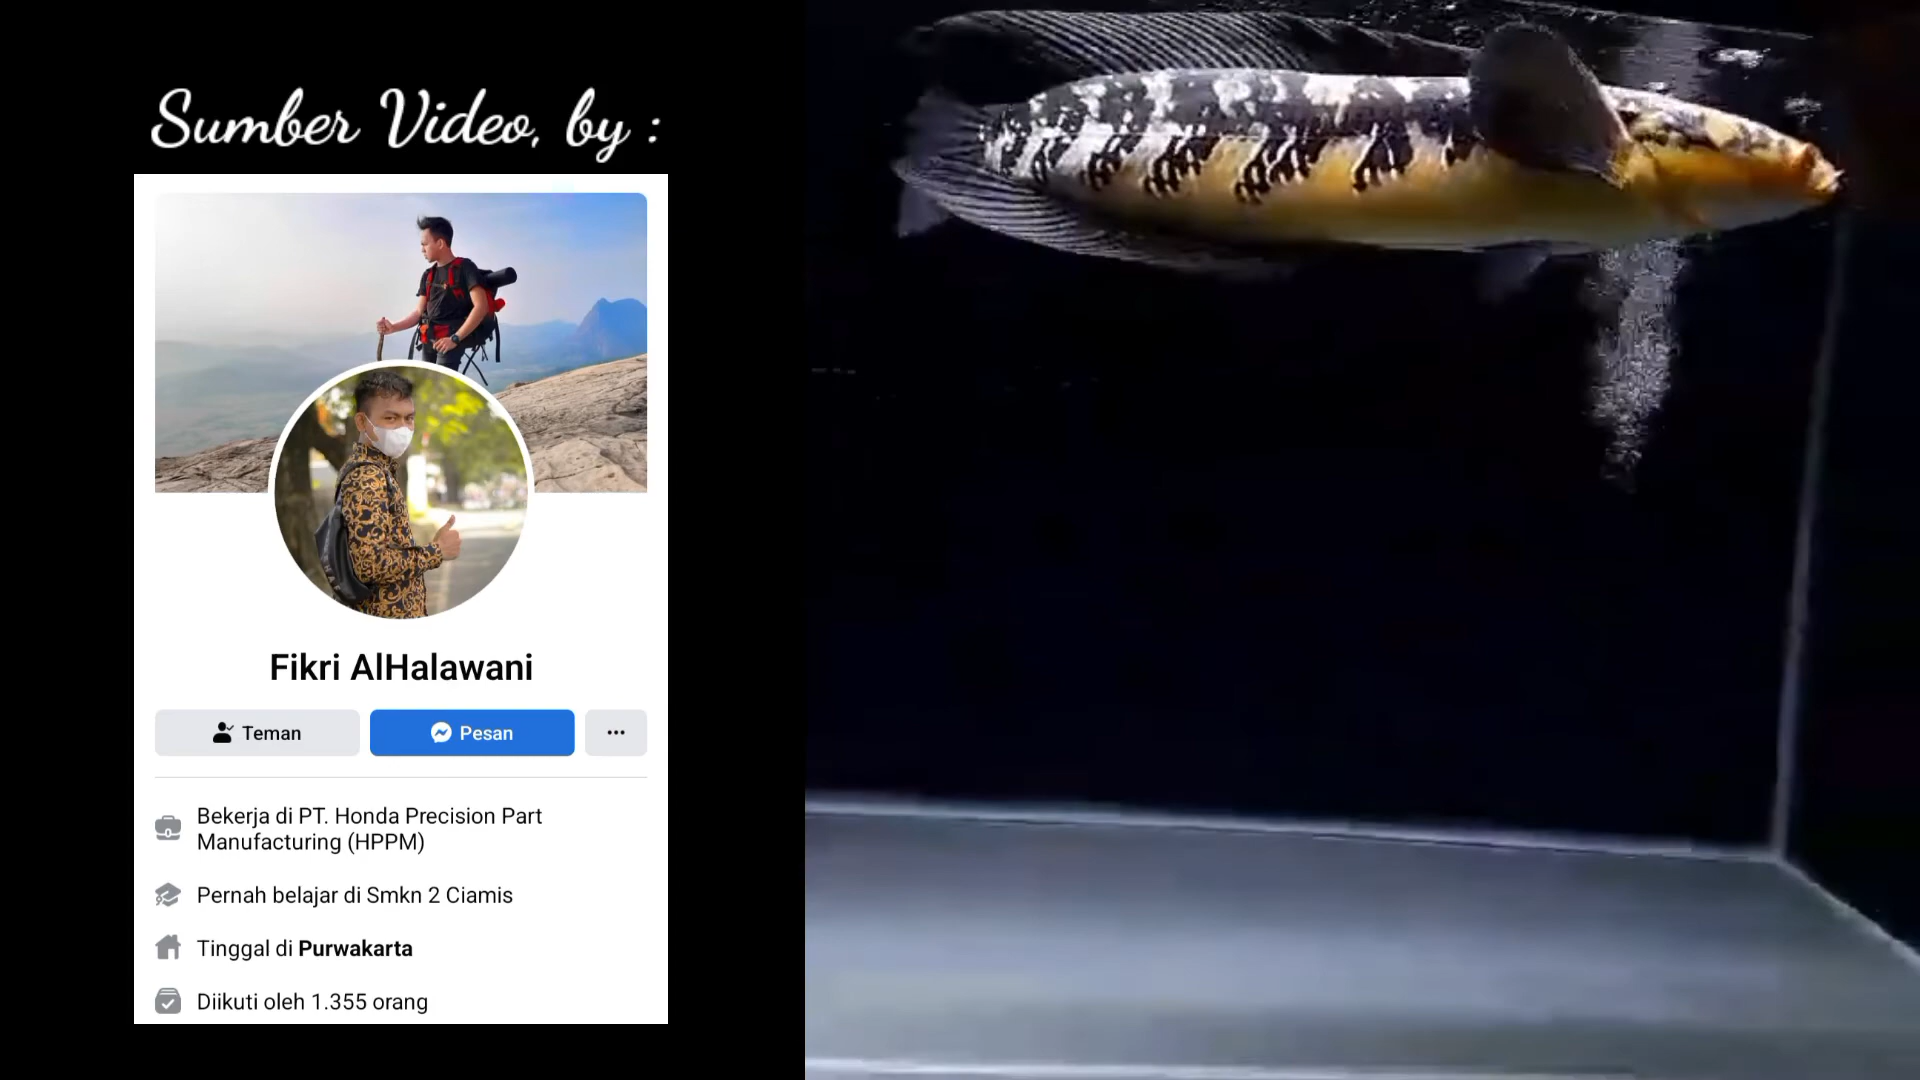 Sumber Video, by :
Fikri AlHalawani
Teman
Pesan
Bekerja di PT. Honda Precision Part
Manufacturing (HPPM)
Pernah belajar di Smkn 2 Ciamis
Tinggal di Purwakarta
Diikuti oleh 1.355 orang